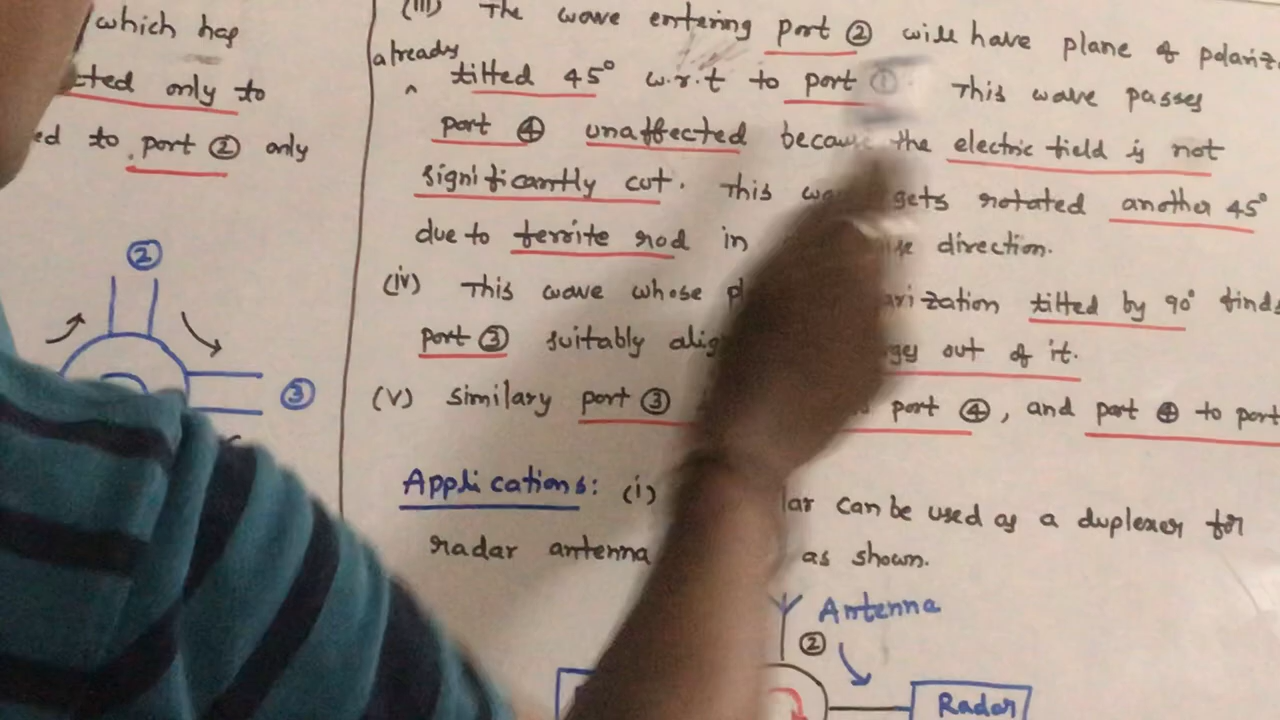 which has
cted only to
ed to port ② only
②
③
(iii) The wave entering port ② will have plane of polariz
already
^ tilted 45° w.r.t to port ①. This wave passes
port ④ unaffected because the electric field is not
significantly cut. This gets rotated another 45°
due to ferrite rod in direction.
(iv) This wave whose arization tilted by 90° finds
port ③ suitably out of it.
(v) Similary port ③ port ④, and port ④ to port
Applications: (i) can be used as a duplexer for
radar antenna as shown.
Antenna
②
Radar